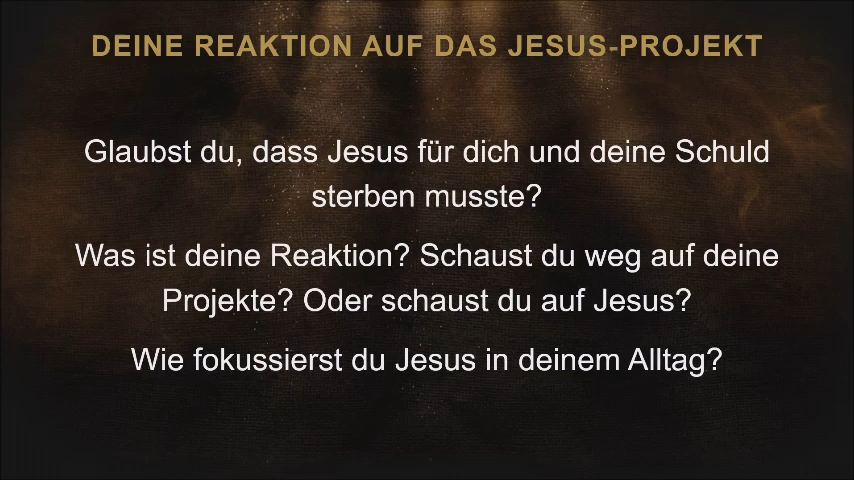 DEINE REAKTION AUF DAS JESUS-PROJEKT
Glaubst du, dass Jesus für dich und deine Schuld
sterben musste?
Was ist deine Reaktion? Schaust du weg auf deine
Projekte? Oder schaust du auf Jesus?
Wie fokussierst du Jesus in deinem Alltag?